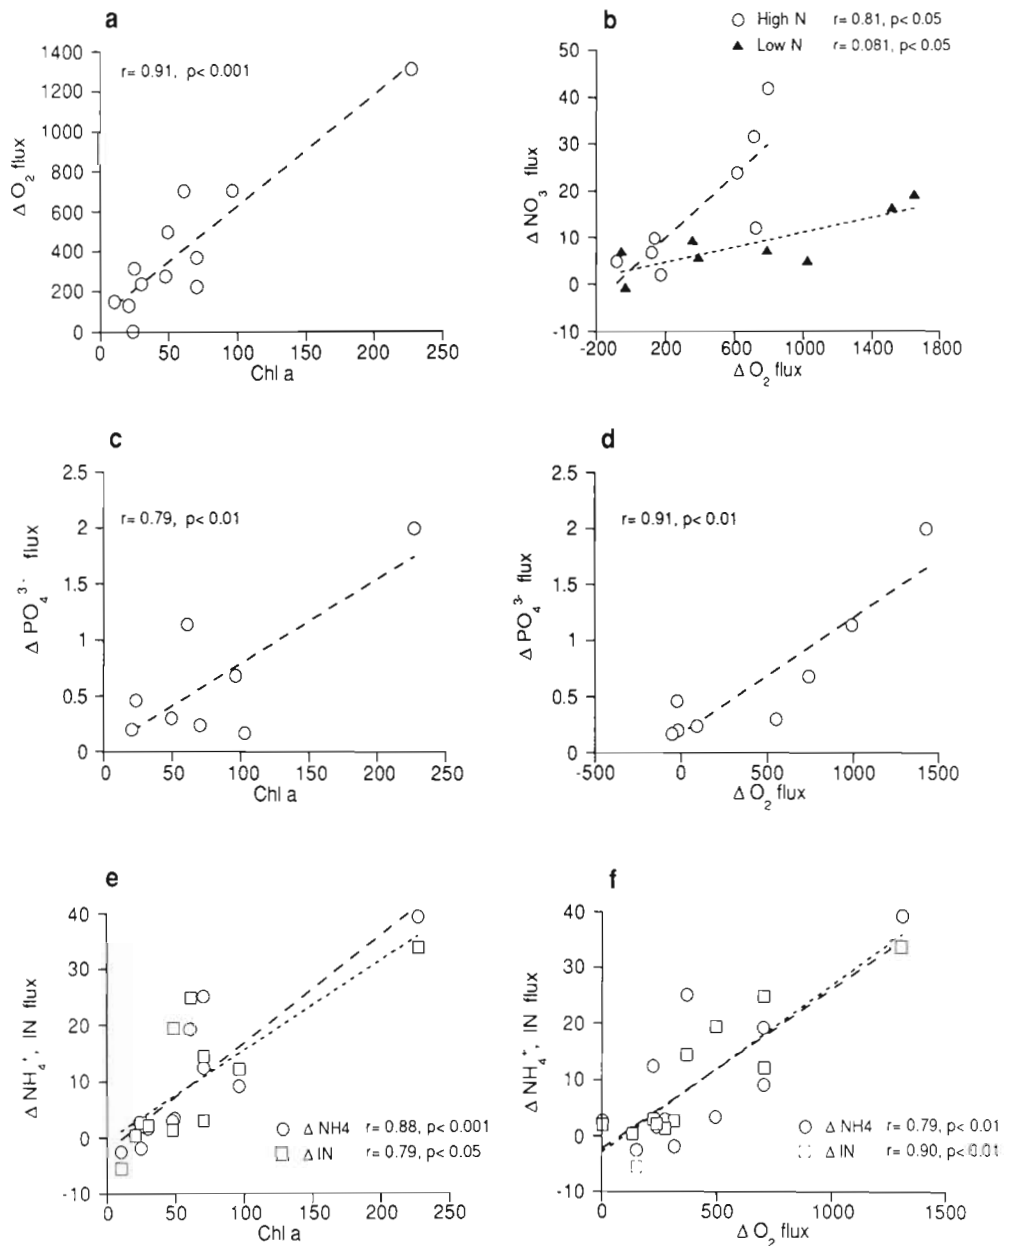 a
1400
1200
1000
800
600
400
200
0
0 50 100 150 200 250
Chl a
Δ O2 flux
r= 0.91, p< 0.001
b
High N r= 0.81, p< 0.05
Low N r= 0.081, p< 0.05
50
40
30
20
10
0
-10
-200 200 600 1000 1400 1800
Δ O2 flux
Δ NO3 flux
c
2.5
2
1.5
1
0.5
0
0 50 100 150 200 250
Chl a
Δ PO4 3- flux
r= 0.79, p< 0.01
d
2.5
2
1.5
1
0.5
0
-500 0 500 1000 1500
Δ O2 flux
Δ PO4 3- flux
r= 0.91, p< 0.01
e
40
30
20
10
0
-10
0 50 100 150 200 250
Chl a
Δ NH4+, IN flux
Δ NH4 r= 0.88, p< 0.001
Δ IN r= 0.79, p< 0.05
f
40
30
20
10
0
-10
0 500 1000 1500
Δ O2 flux
Δ NH4+, IN flux
Δ NH4 r= 0.79, p< 0.01
Δ IN r= 0.90, p< 0.01